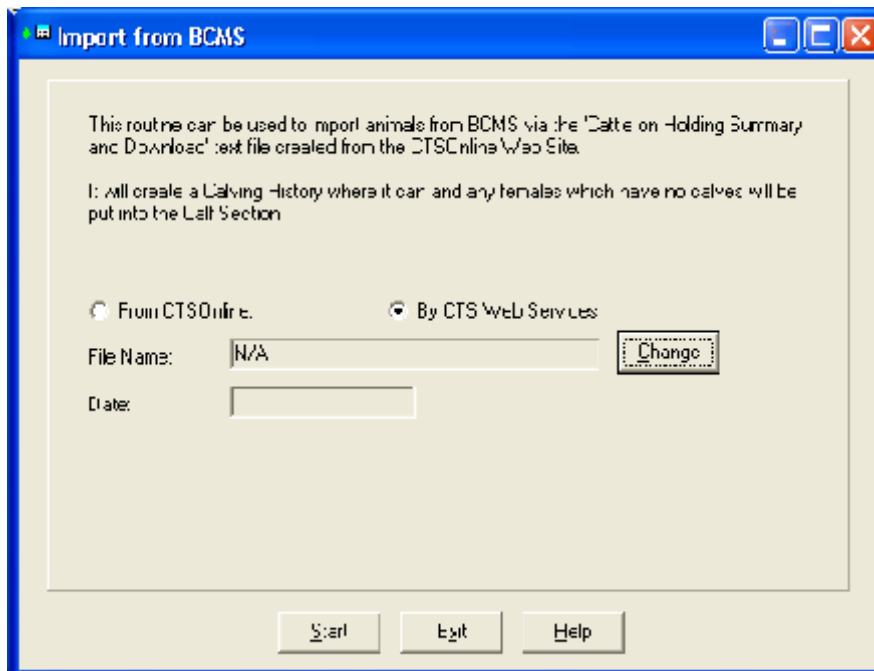 Import from BCMS
This routine can be used to import animals from BCMS via the 'Cattle on Holding Summary
and Download' text file created from the CTSOnline Web Site.
It will create a Calving History where it can and any females which have no calves will be
put into the Calf Section
From CTSOnline.
By CTS Web Services
File Name:
N/A
Change
Date:
Start
Exit
Help